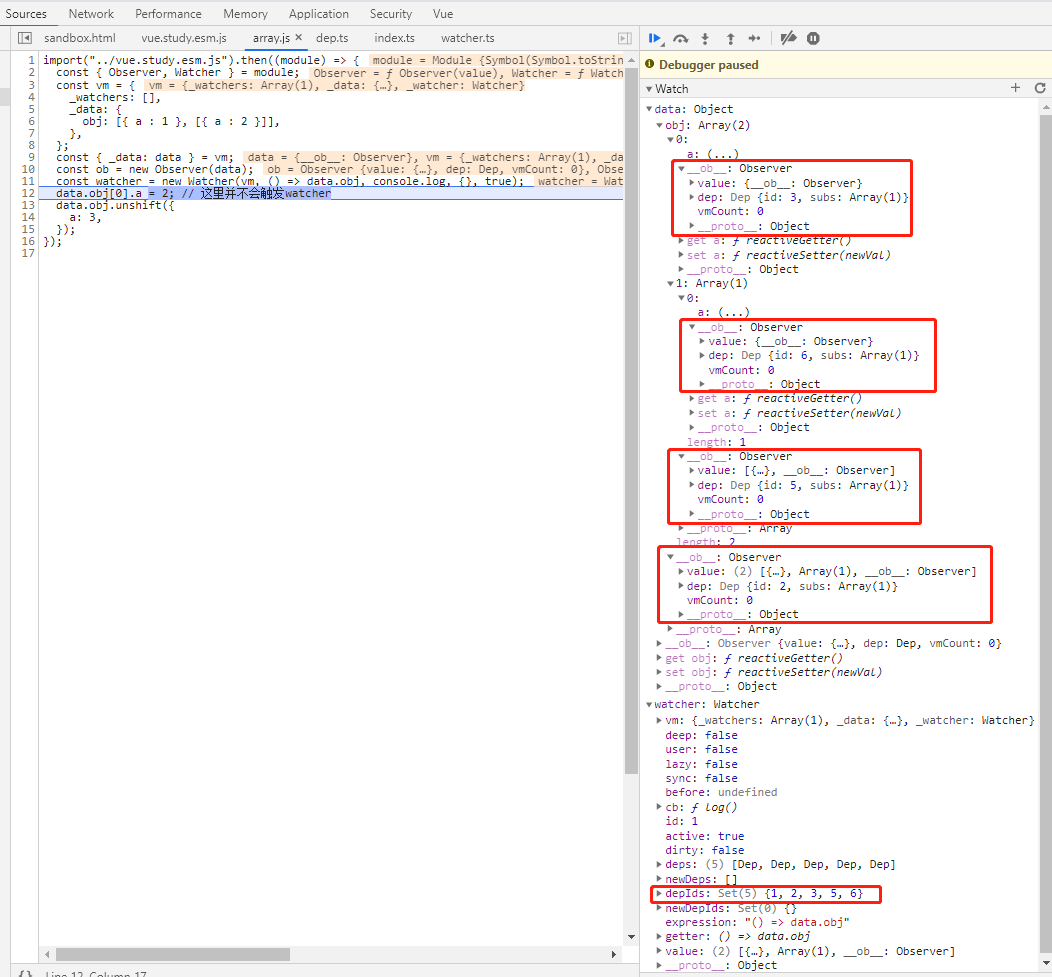 Sources Network Performance Memory Application Security Vue
sandbox.html vue.study.esm.js array.js × dep.ts index.ts watcher.ts
1 import("../vue.study.esm.js").then((module) => { module = Module {Symbol(Symbol.toStrin
2 const { Observer, Watcher } = module; Observer = ƒ Observer(value), Watcher = ƒ Watch
3 const vm = { vm = {_watchers: Array(1), _data: {…}, _watcher: Watcher}
4 _watchers: [],
5 _data: {
6 obj: [{ a : 1 }, [{ a : 2 }]],
7 },
8 };
9 const { _data: data } = vm; data = {__ob__: Observer}, vm = {_watchers: Array(1), _da
10 const ob = new Observer(data); ob = Observer {value: {…}, dep: Dep, vmCount: 0}, Obser
11 const watcher = new Watcher(vm, () => data.obj, console.log, {}, true); watcher = Wat
12 data.obj[0].a = 2; // 这里并不会触发watcher
13 data.obj.unshift({
14 a: 3,
15 });
16 });
17
{} Line 12, Column 17
Debugger paused
Watch
data: Object
obj: Array(2)
0:
a: (...)
__ob__: Observer
value: {__ob__: Observer}
dep: Dep {id: 3, subs: Array(1)}
vmCount: 0
__proto__: Object
get a: ƒ reactiveGetter()
set a: ƒ reactiveSetter(newVal)
__proto__: Object
1: Array(1)
0:
a: (...)
__ob__: Observer
value: {__ob__: Observer}
dep: Dep {id: 6, subs: Array(1)}
vmCount: 0
__proto__: Object
get a: ƒ reactiveGetter()
set a: ƒ reactiveSetter(newVal)
__proto__: Object
length: 1
__ob__: Observer
value: [{…}, __ob__: Observer]
dep: Dep {id: 5, subs: Array(1)}
vmCount: 0
__proto__: Object
__proto__: Array
length: 2
__ob__: Observer
value: (2) [{…}, Array(1), __ob__: Observer]
dep: Dep {id: 2, subs: Array(1)}
vmCount: 0
__proto__: Object
__proto__: Array
__ob__: Observer {value: {…}, dep: Dep, vmCount: 0}
get obj: ƒ reactiveGetter()
set obj: ƒ reactiveSetter(newVal)
__proto__: Object
watcher: Watcher
vm: {_watchers: Array(1), _data: {…}, _watcher: Watcher}
deep: false
user: false
lazy: false
sync: false
before: undefined
cb: ƒ log()
id: 1
active: true
dirty: false
deps: (5) [Dep, Dep, Dep, Dep, Dep]
newDeps: []
depIds: Set(5) {1, 2, 3, 5, 6}
newDepIds: Set(0) {}
expression: "() => data.obj"
getter: () => data.obj
value: (2) [{…}, Array(1), __ob__: Observer]
__proto__: Object